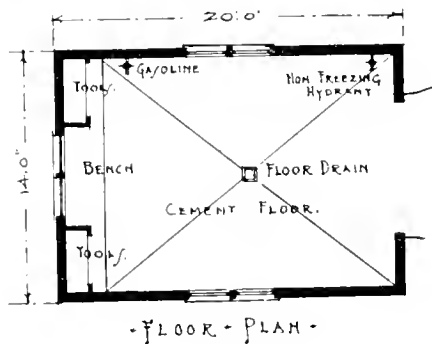 20'·0"
TOOLS.
GASOLINE
NON FREEZING
HYDRANT
14'.0"
BENCH
FLOOR DRAIN
CEMENT FLOOR.
TOOLS.
- FLOOR - PLAN -